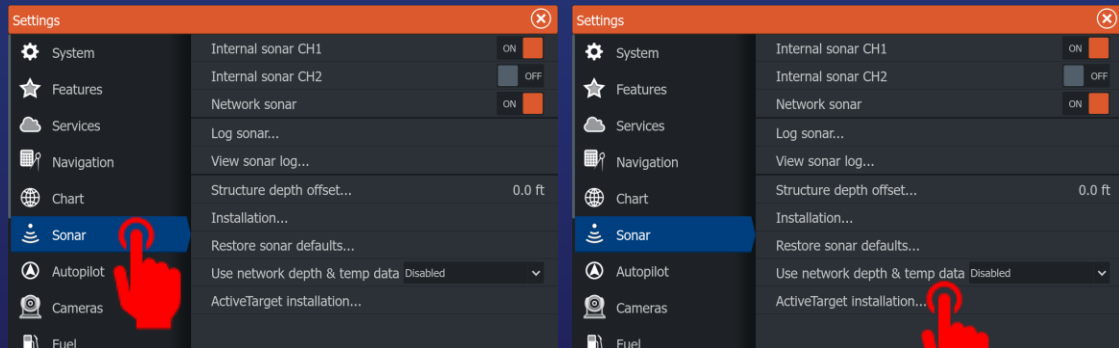 Settings
System
Features
Services
Navigation
Chart
Sonar
Autopilot
Cameras
Fuel
Internal sonar CH1 ON
Internal sonar CH2 OFF
Network sonar ON
Log sonar...
View sonar log...
Structure depth offset... 0.0 ft
Installation...
Restore sonar defaults...
Use network depth & temp data Disabled
ActiveTarget installation...
Settings
System
Features
Services
Navigation
Chart
Sonar
Autopilot
Cameras
Fuel
Internal sonar CH1 ON
Internal sonar CH2 OFF
Network sonar ON
Log sonar...
View sonar log...
Structure depth offset... 0.0 ft
Installation...
Restore sonar defaults...
Use network depth & temp data Disabled
ActiveTarget installation...